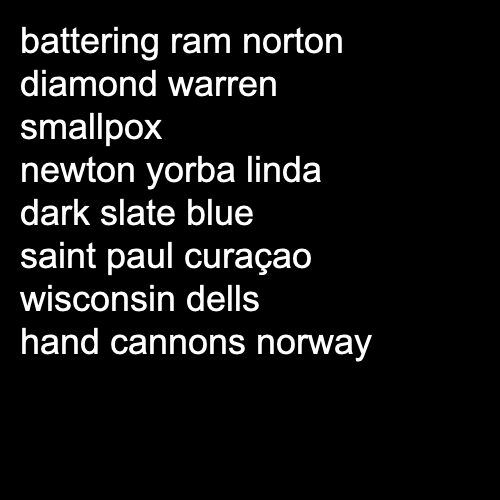 battering ram norton
diamond warren
smallpox
newton yorba linda
dark slate blue
saint paul curaçao
wisconsin dells
hand cannons norway